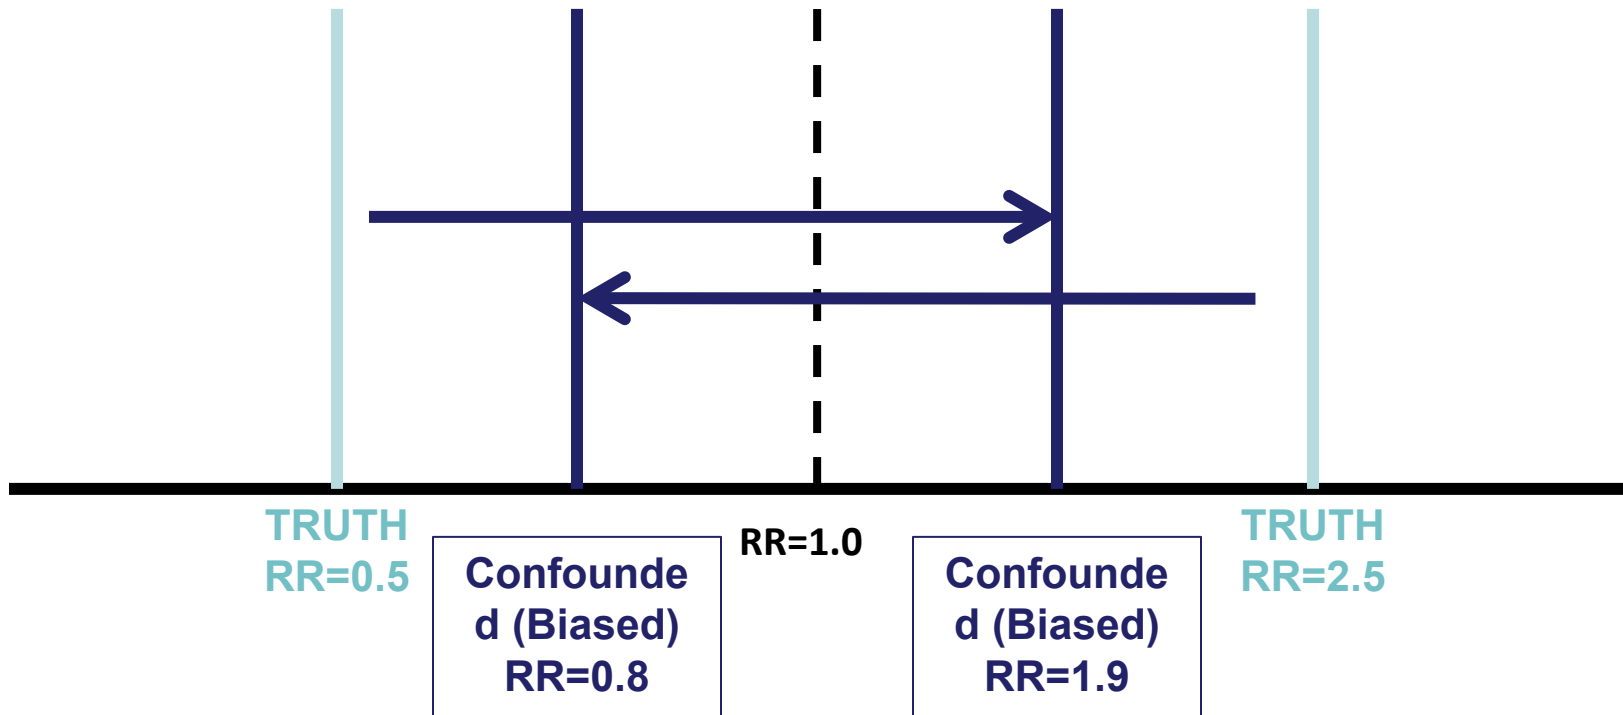 TRUTH
RR=0.5
Confounde
d (Biased)
RR=0.8
RR=1.0
Confounde
d (Biased)
RR=1.9
TRUTH
RR=2.5